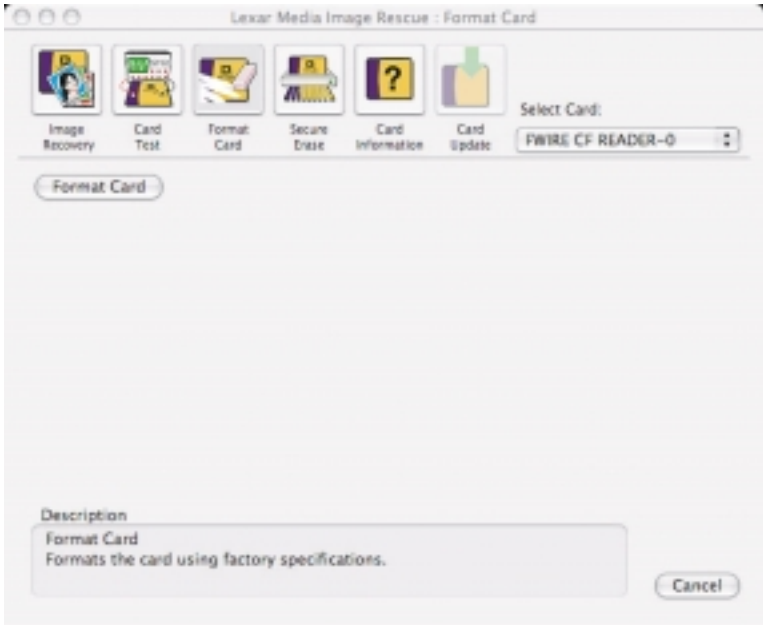 Lexar Media Image Rescue : Format Card
Image
Recovery
Card
Test
Format
Card
Secure
Erase
Card
Information
Card
Update
Select Card:
FWIRE CF READER-0
Format Card
Description
Format Card
Formats the card using factory specifications.
Cancel